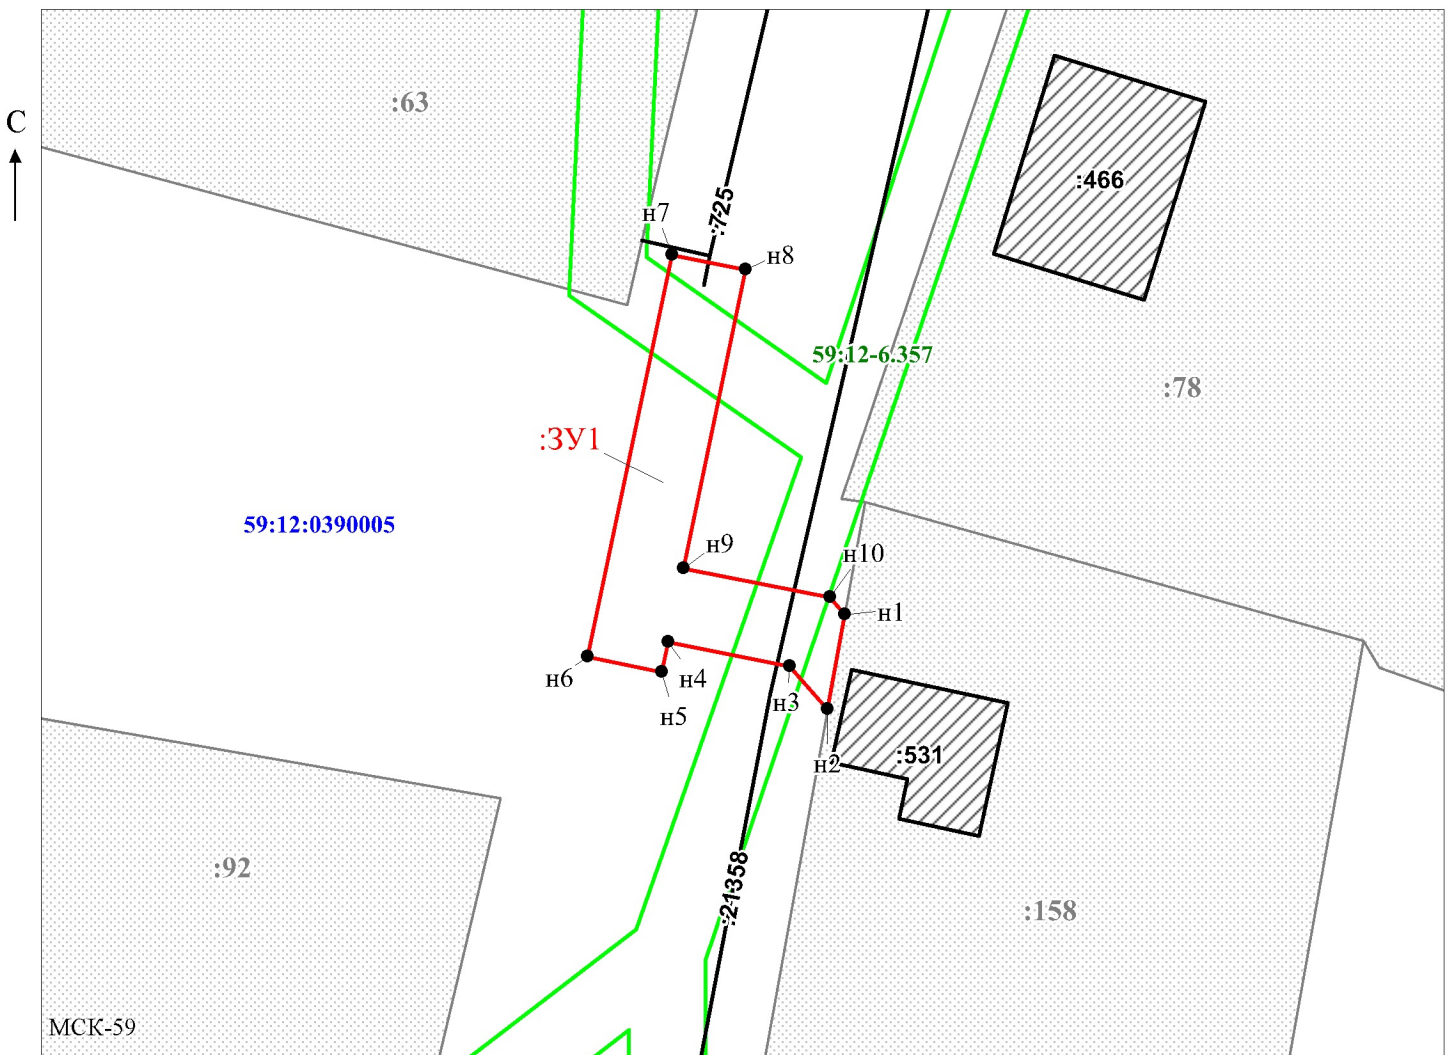 :63
С
:466
:725
н7
н8
59:12-6.357
:78
:ЗУ1
59:12:0390005
н9
н10
н1
н6
н4
н5
н3
н2
:531
:92
:21358
:158
МСК-59